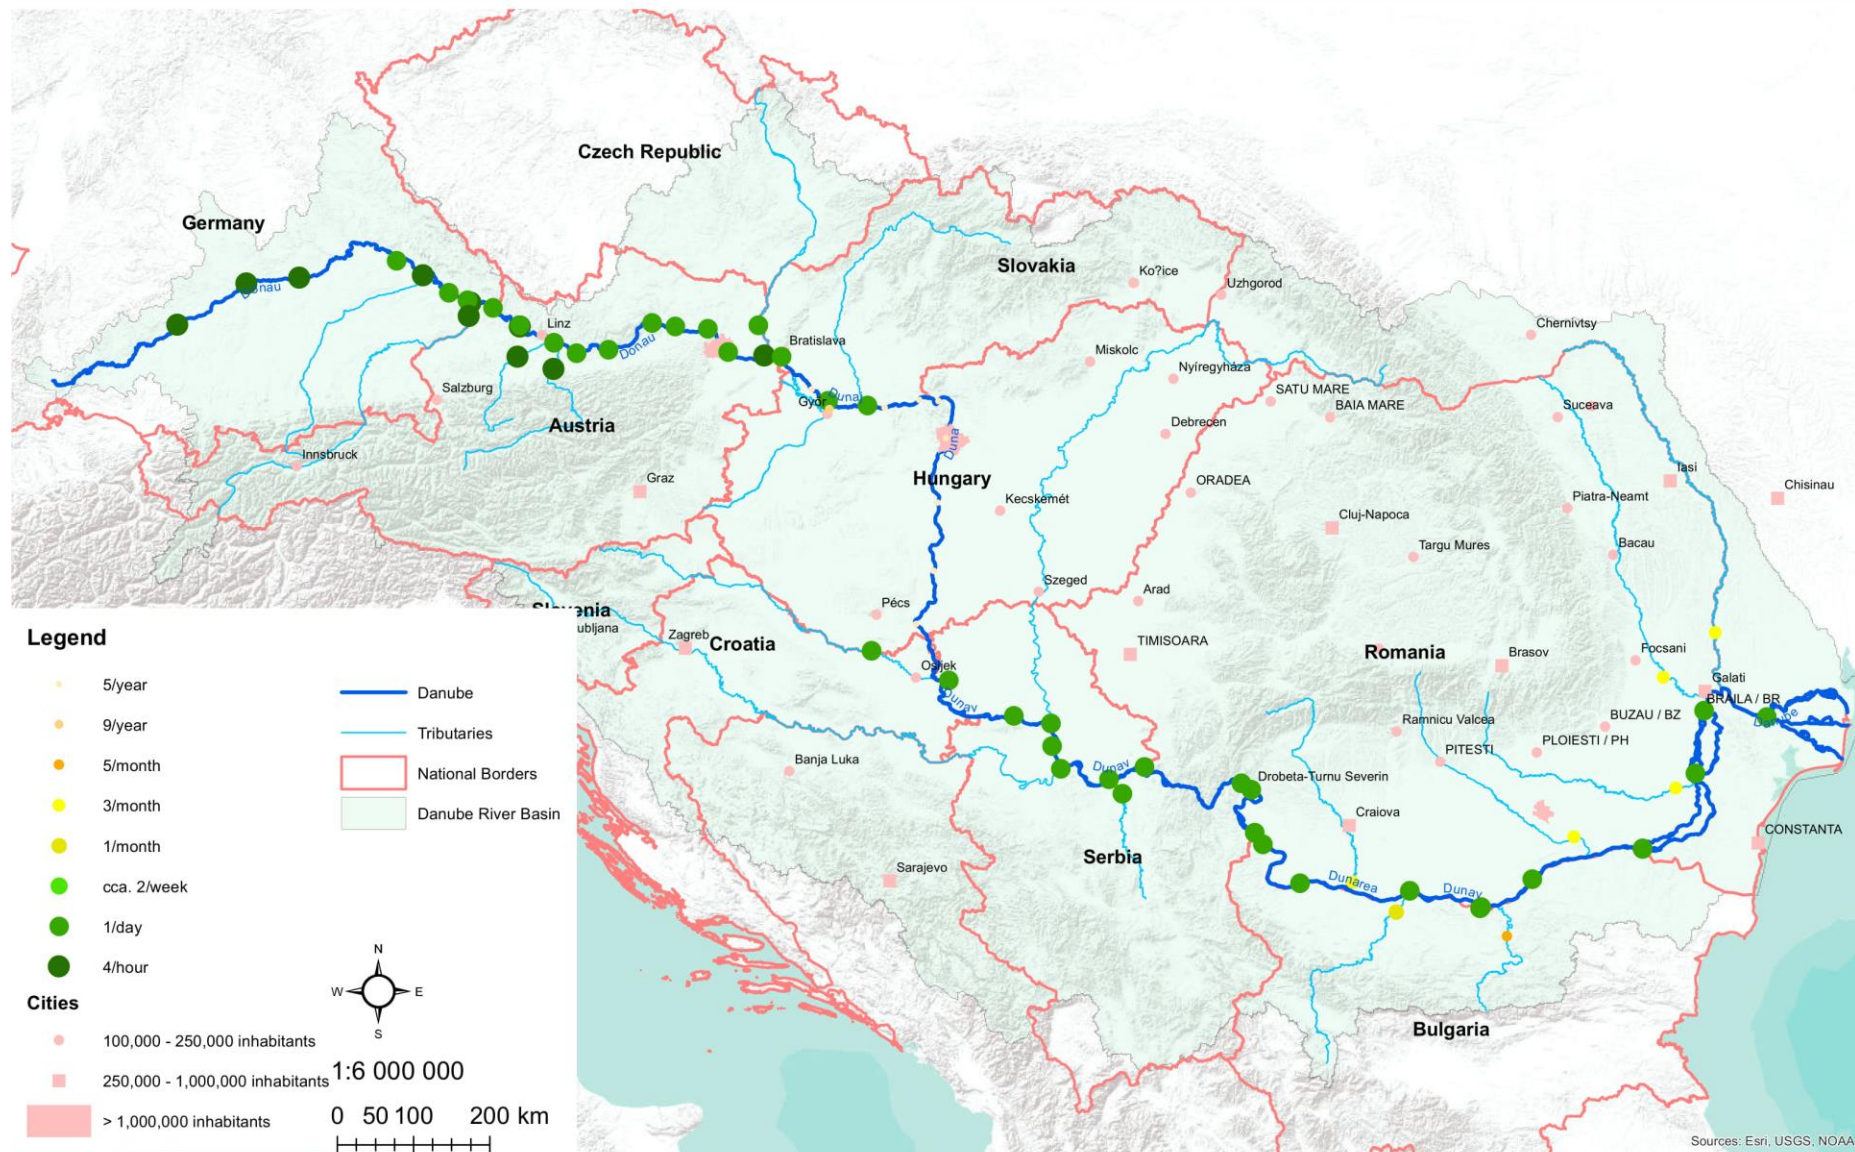 Czech Republic
Germany
Slovakia
Ko?ice
Uzhgorod
Donau
Linz
Donau
Bratislava
Chernivtsy
Miskolc
Nyíregyháza
SATU MARE
BAIA MARE
Suceava
Salzburg
Györ
Duna
Austria
Debrecen
Duna
Innsbruck
Graz
Hungary
Kecskemét
ORADEA
Iasi
Chisinau
Piatra-Neamt
Cluj-Napoca
Targu Mures
Bacau
Szeged
Arad
Pécs
Slovenia
ubljana
Zagreb
Croatia
TIMISOARA
Romania
Brasov
Focsani
Osijek
Galati
Dunav
BRAILA / BR
Danube
Ramnicu Valcea
BUZAU / BZ
PLOIESTI / PH
PITESTI
Banja Luka
Dunav
Drobeta-Turnu Severin
Craiova
CONSTANTA
Serbia
Sarajevo
Dunarea
Dunav
Bulgaria
Legend
5/year
9/year
5/month
3/month
1/month
cca. 2/week
1/day
4/hour
Danube
Tributaries
National Borders
Danube River Basin
Cities
100,000 - 250,000 inhabitants
250,000 - 1,000,000 inhabitants
> 1,000,000 inhabitants
N
W
E
S
1:6 000 000
0 50 100 200 km
Sources: Esri, USGS, NOAA